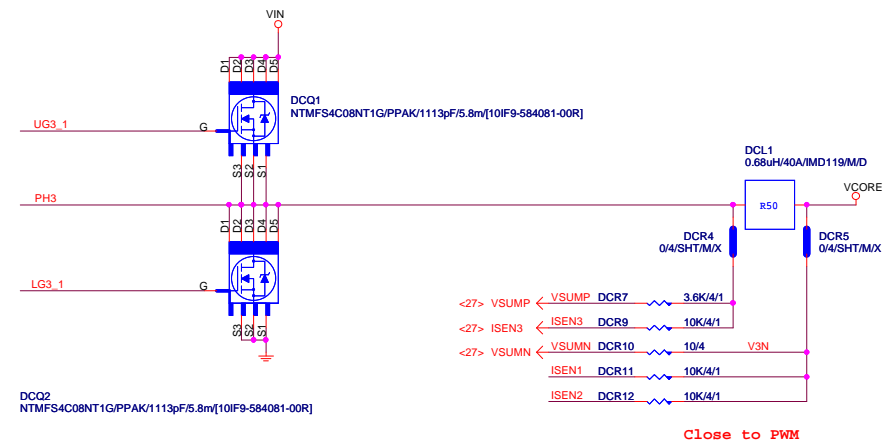 VIN
D1 D2 D3 D4 D5
DCQ1
NTMFS4C08NT1G/PPAK/1113pF/5.8m/[10IF9-584081-00R]
UG3_1
G
S3 S2 S1
DCL1
0.68uH/40A/IMD119/M/D
VCORE
PH3
R50
D1 D2 D3 D4 D5
DCR4
0/4/SHT/M/X
DCR5
0/4/SHT/M/X
LG3_1
G
S3 S2 S1
<27> VSUMP VSUMP DCR7 3.6K/4/1
<27> ISEN3 ISEN3 DCR9 10K/4/1
<27> VSUMN VSUMN DCR10 10/4 V3N
ISEN1 DCR11 10K/4/1
ISEN2 DCR12 10K/4/1
DCQ2
NTMFS4C08NT1G/PPAK/1113pF/5.8m/[10IF9-584081-00R]
Close to PWM